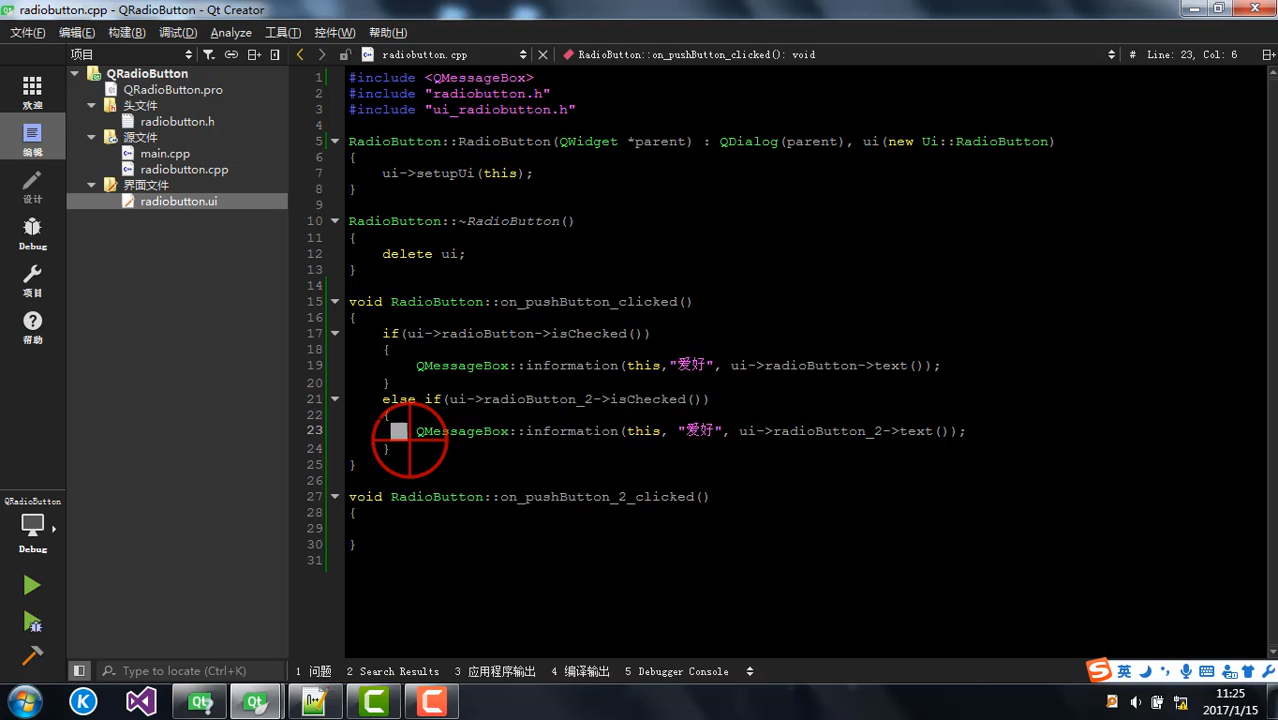 radiobutton.cpp - QRadioButton - Qt Creator
文件(F) 编辑(E) 构建(B) 调试(D) Analyze 工具(T) 控件(W) 帮助(H)
项目
radiobutton.cpp
RadioButton::on_pushButton_clicked(): void
# Line: 23, Col: 6
欢迎
编辑
设计
Debug
项目
帮助
QRadioButton
QRadioButton.pro
头文件
radiobutton.h
源文件
main.cpp
radiobutton.cpp
界面文件
radiobutton.ui
1 #include <QMessageBox>
2 #include "radiobutton.h"
3 #include "ui_radiobutton.h"
4
5 RadioButton::RadioButton(QWidget *parent) : QDialog(parent), ui(new Ui::RadioButton)
6 {
7 ui->setupUi(this);
8 }
9
10 RadioButton::~RadioButton()
11 {
12 delete ui;
13 }
14
15 void RadioButton::on_pushButton_clicked()
16 {
17 if(ui->radioButton->isChecked())
18 {
19 QMessageBox::information(this,"爱好", ui->radioButton->text());
20 }
21 else if(ui->radioButton_2->isChecked())
22 {
23 QMessageBox::information(this, "爱好", ui->radioButton_2->text());
24 }
25 }
26
27 void RadioButton::on_pushButton_2_clicked()
28 {
29
30 }
31
QRadioButton
Debug
Type to locate (Ctrl+K)
1 问题 2 Search Results 3 应用程序输出 4 编译输出 5 Debugger Console
英
11:25
2017/1/15